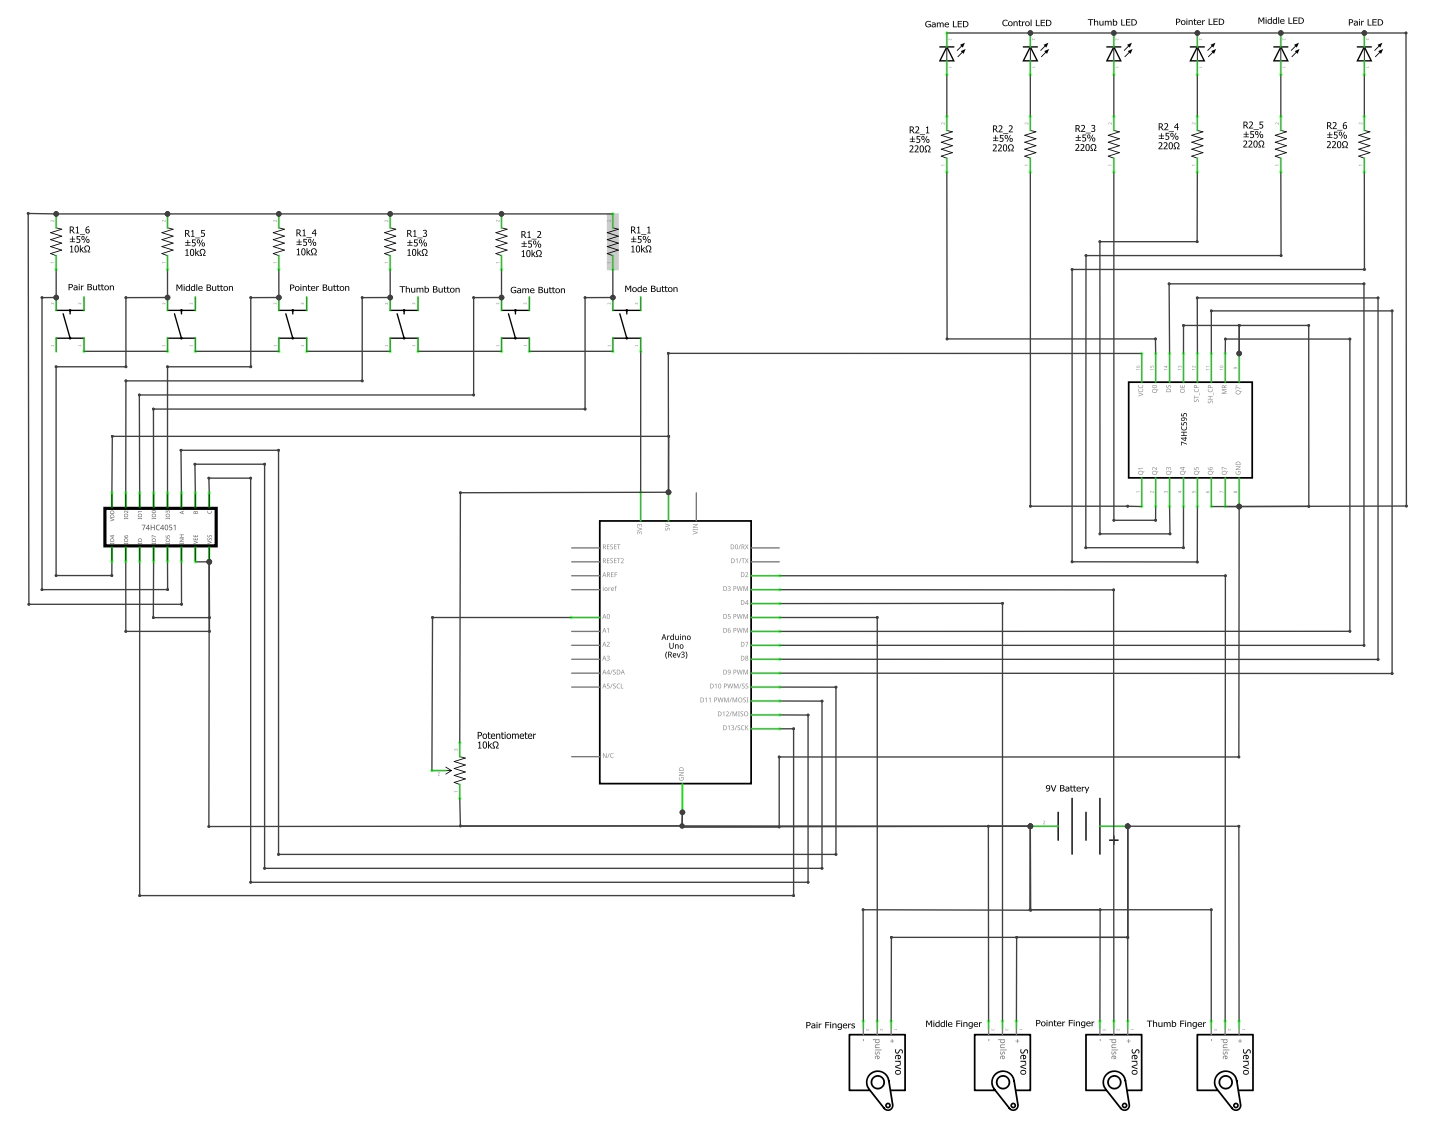 Game LED
Control LED
Thumb LED
Pointer LED
Middle LED
Pair LED
R2_1
±5%
220Ω
R2_2
±5%
220Ω
R2_3
±5%
220Ω
R2_4
±5%
220Ω
R2_5
±5%
220Ω
R2_6
±5%
220Ω
R1_6
±5%
10kΩ
R1_5
±5%
10kΩ
R1_4
±5%
10kΩ
R1_3
±5%
10kΩ
R1_2
±5%
10kΩ
R1_1
±5%
10kΩ
Pair Button
Middle Button
Pointer Button
Thumb Button
Game Button
Mode Button
VCC
Q0
DS
OE
ST_CP
SH_CP
MR
Q7'
74HC595
Q1
Q2
Q3
Q4
Q5
Q6
Q7
GND
74HC4051
VEE
VSS
3V3
5V
VIN
RESET
RESET2
AREF
ioref
A0
A1
A2
A3
A4/SDA
A5/SCL
N/C
Arduino
Uno
(Rev3)
D0/RX
D1/TX
D2
D3 PWM
D4
D5 PWM
D6 PWM
D7
D8
D9 PWM
D10 PWM/SS
D11 PWM/MOSI
D12/MISO
D13/SCK
GND
Potentiometer
10kΩ
9V Battery
+
Pair Fingers
- pulse +
Servo
Middle Finger
- pulse +
Servo
Pointer Finger
- pulse +
Servo
Thumb Finger
- pulse +
Servo